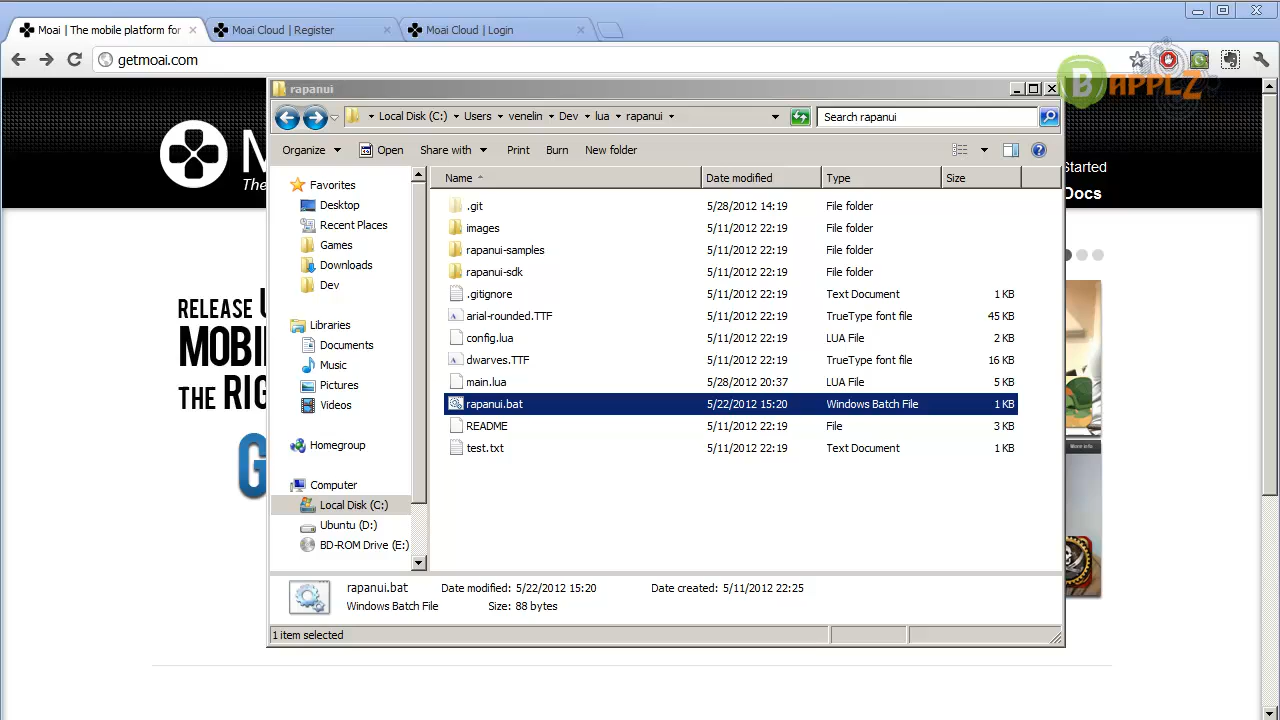 Moai | The mobile platform for
Moai Cloud | Register
Moai Cloud | Login
getmoai.com
B APPLZ
rapanui
Local Disk (C:) Users venelin Dev lua rapanui
Search rapanui
Organize Open Share with Print Burn New folder
Name Date modified Type Size
Favorites
Desktop
Recent Places
Games
Downloads
Dev
Libraries
Documents
Music
Pictures
Videos
Homegroup
Computer
Local Disk (C:)
Ubuntu (D:)
BD-ROM Drive (E:)
.git 5/28/2012 14:19 File folder
images 5/11/2012 22:19 File folder
rapanui-samples 5/11/2012 22:19 File folder
rapanui-sdk 5/11/2012 22:19 File folder
.gitignore 5/11/2012 22:19 Text Document 1 KB
arial-rounded.TTF 5/11/2012 22:19 TrueType font file 45 KB
config.lua 5/11/2012 22:19 LUA File 2 KB
dwarves.TTF 5/11/2012 22:19 TrueType font file 16 KB
main.lua 5/28/2012 20:37 LUA File 5 KB
rapanui.bat 5/22/2012 15:20 Windows Batch File 1 KB
README 5/11/2012 22:19 File 3 KB
test.txt 5/11/2012 22:19 Text Document 1 KB
rapanui.bat Date modified: 5/22/2012 15:20 Date created: 5/11/2012 22:25
Windows Batch File Size: 88 bytes
1 item selected
M
The
Started
Docs
RELEASE
MOBI
THE RIG
G
More info